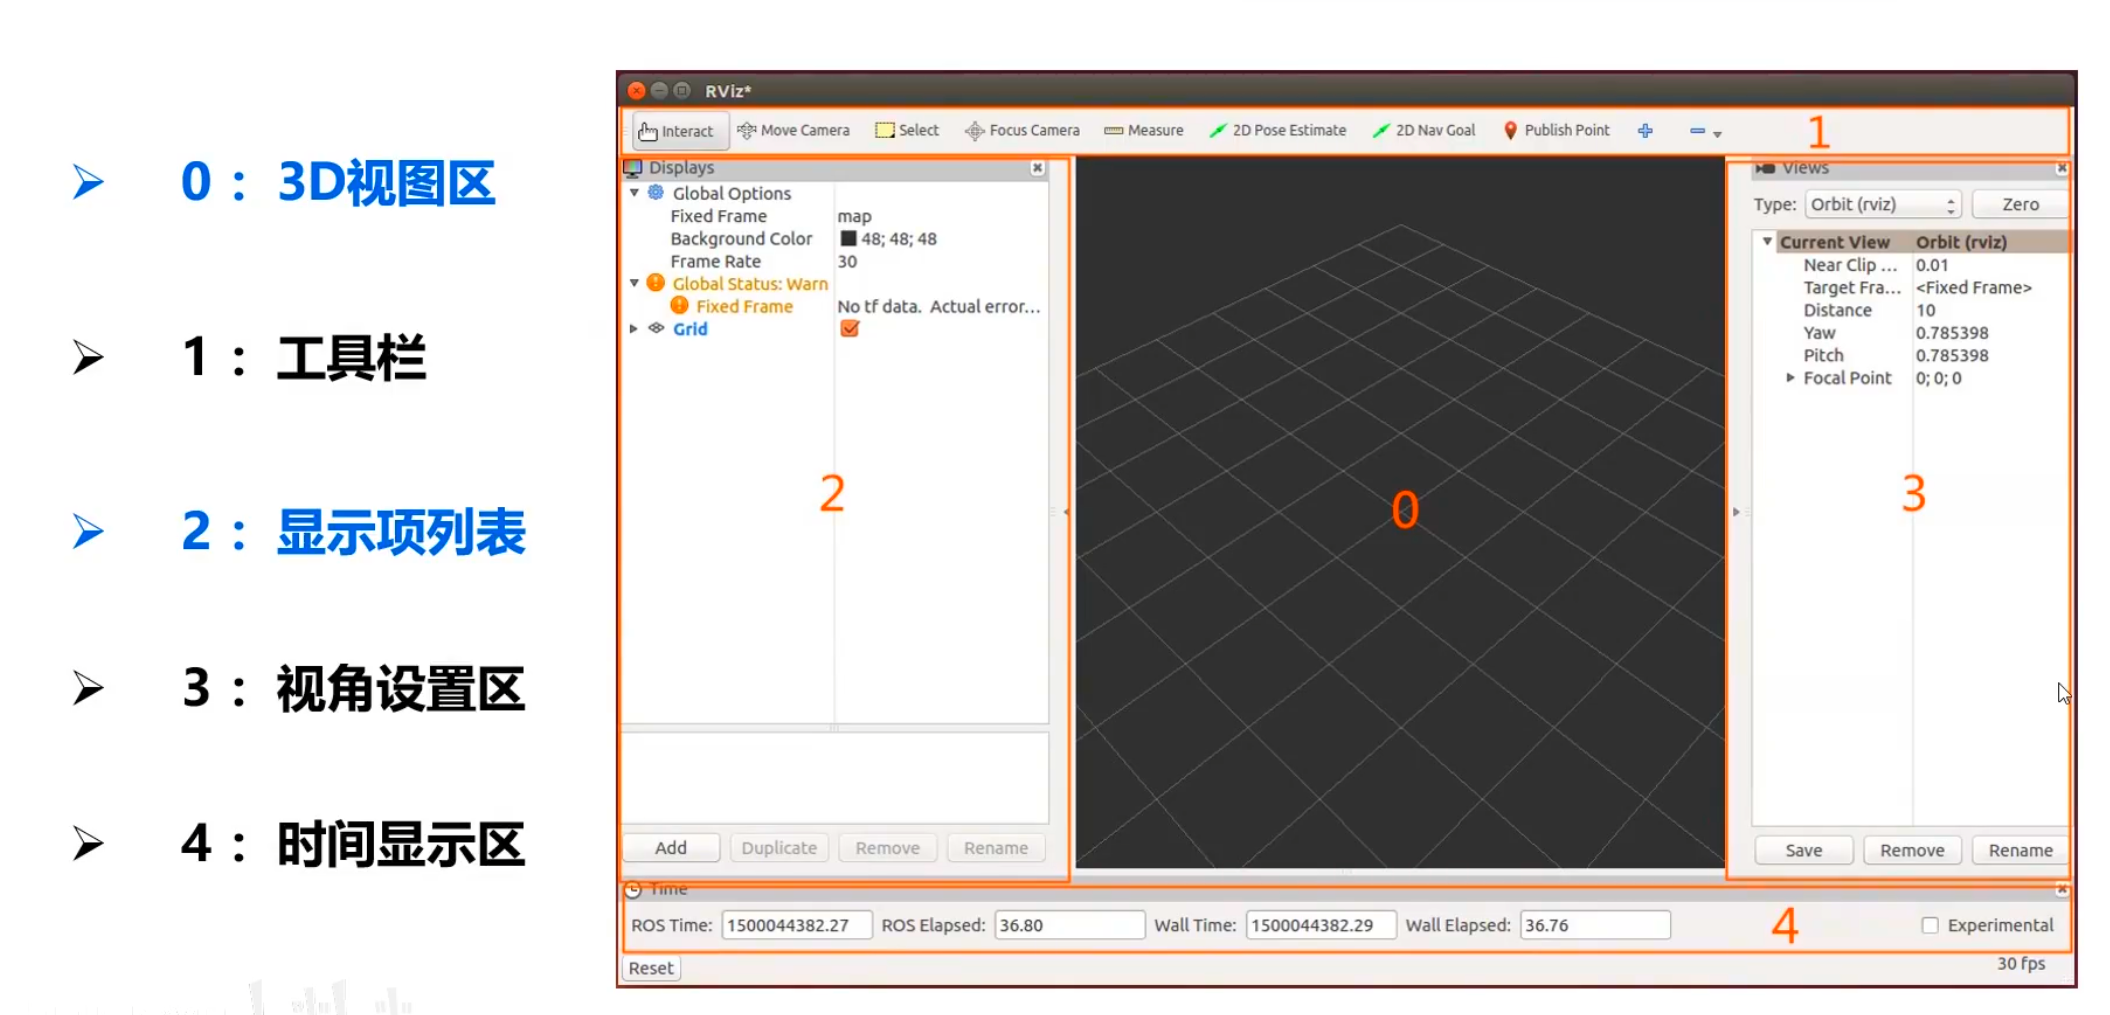 0：3D视图区
1：工具栏
2：显示项列表
3：视角设置区
4：时间显示区
RViz*
Interact Move Camera Select Focus Camera Measure 2D Pose Estimate 2D Nav Goal Publish Point 1
Displays
Global Options
Fixed Frame map
Background Color 48; 48; 48
Frame Rate 30
Global Status: Warn
Fixed Frame No tf data. Actual error...
Grid
2
Add Duplicate Remove Rename
0
Views
Type: Orbit (rviz) Zero
Current View Orbit (rviz)
Near Clip ... 0.01
Target Fra... <Fixed Frame>
Distance 10
Yaw 0.785398
Pitch 0.785398
Focal Point 0; 0; 0
3
Save Remove Rename
Time
ROS Time: 1500044382.27 ROS Elapsed: 36.80 Wall Time: 1500044382.29 Wall Elapsed: 36.76 4 Experimental
Reset 30 fps